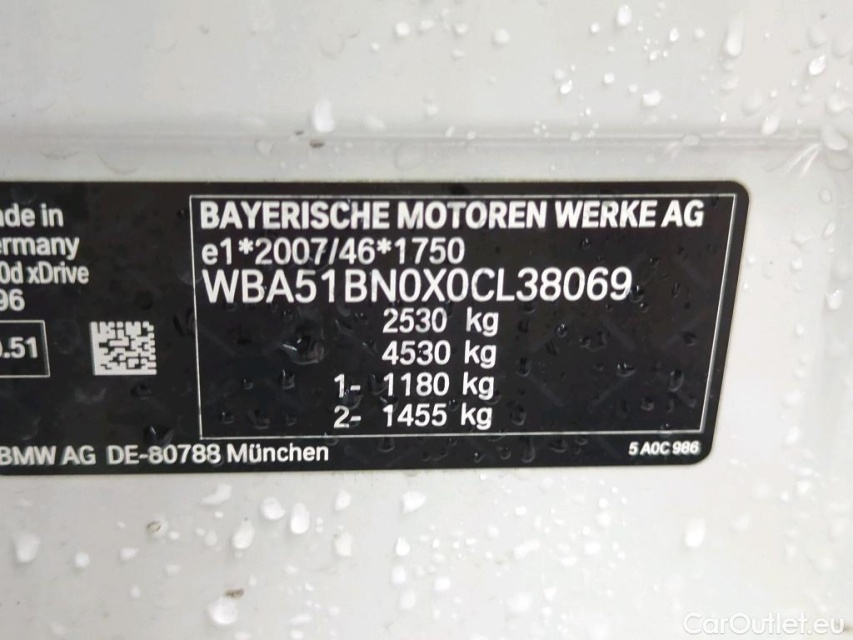 ade in
ermany
0d xDrive
96
.51
BAYERISCHE MOTOREN WERKE AG
e1*2007/46*1750
WBA51BN0X0CL38069
2530 kg
4530 kg
1- 1180 kg
2- 1455 kg
BMW AG DE-80788 München
5 A0C 986
CarOutlet.eu